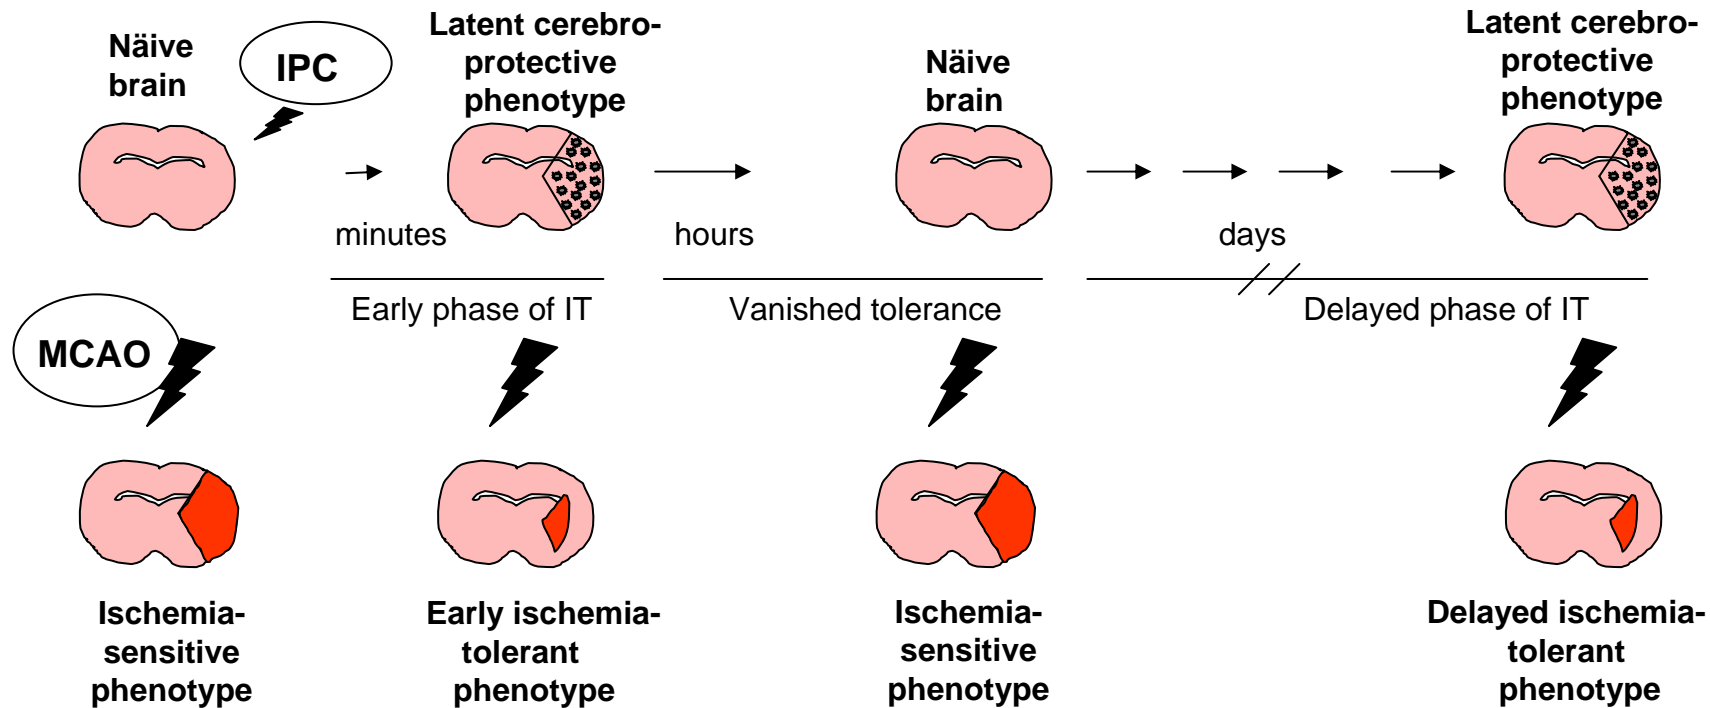 Näive
brain
IPC
Latent cerebro-
protective
phenotype
Näive
brain
Latent cerebro-
protective
phenotype
minutes
hours
days
Early phase of IT
Vanished tolerance
Delayed phase of IT
MCAO
Ischemia-
sensitive
phenotype
Early ischemia-
tolerant
phenotype
Ischemia-
sensitive
phenotype
Delayed ischemia-
tolerant
phenotype